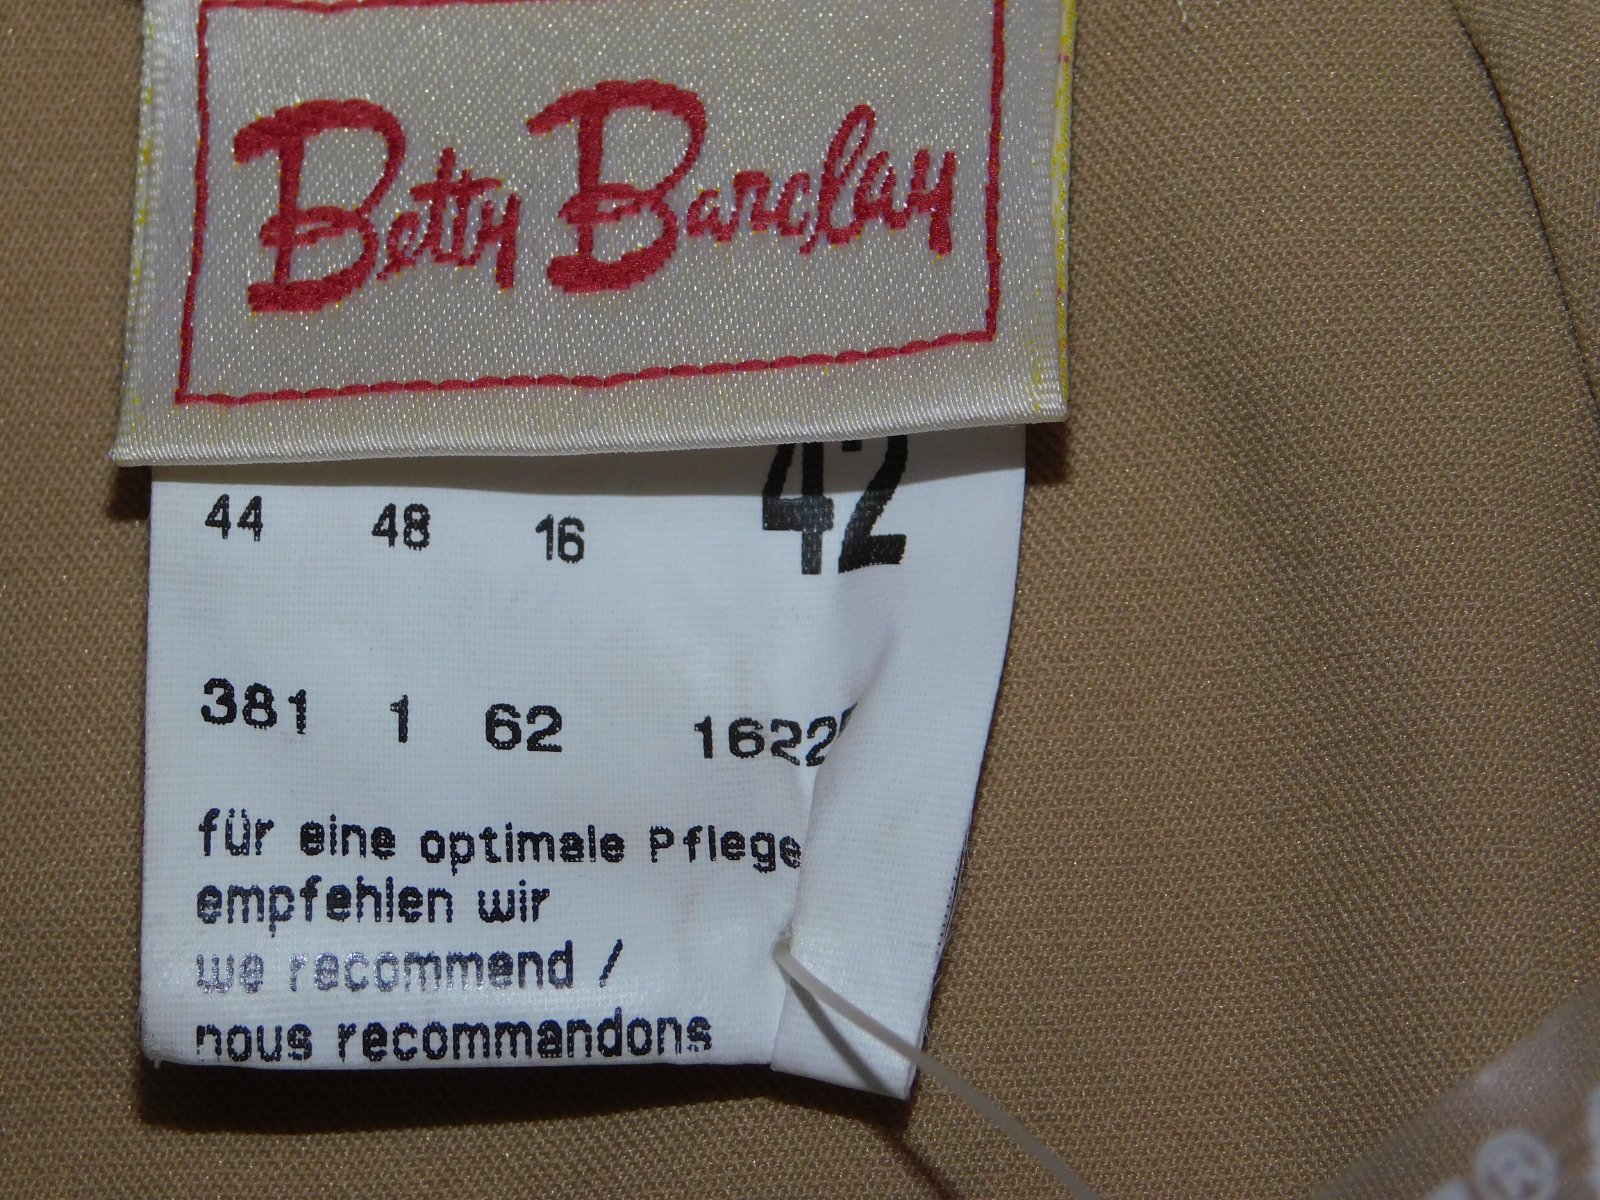 Betty Barclay
42
44 48 16
381 1 62 1622
für eine optimale Pflege
empfehlen wir
we recommend /
nous recommandons
®